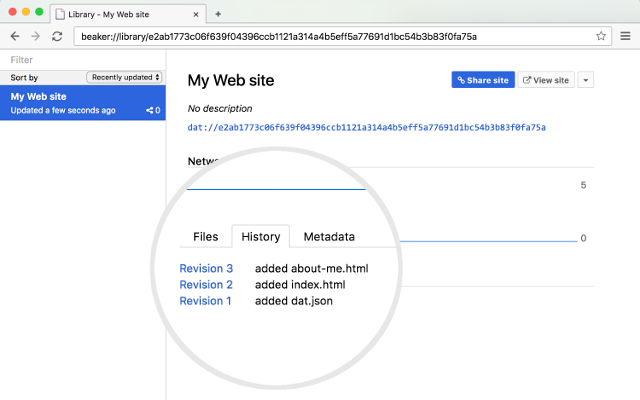 Library - My Web site
beaker://library/e2ab1773c06f639f04396ccb1121a314a4b5eff5a77691d1bc54b3b83f0fa75a
Filter
Sort by Recently updated
My Web site
Updated a few seconds ago 0
My Web site
Share site View site
No description
dat://e2ab1773c06f639f04396ccb1121a314a4b5eff5a77691d1bc54b3b83f0fa75a
Netw
5
0
Files History Metadata
Revision 3 added about-me.html
Revision 2 added index.html
Revision 1 added dat.json